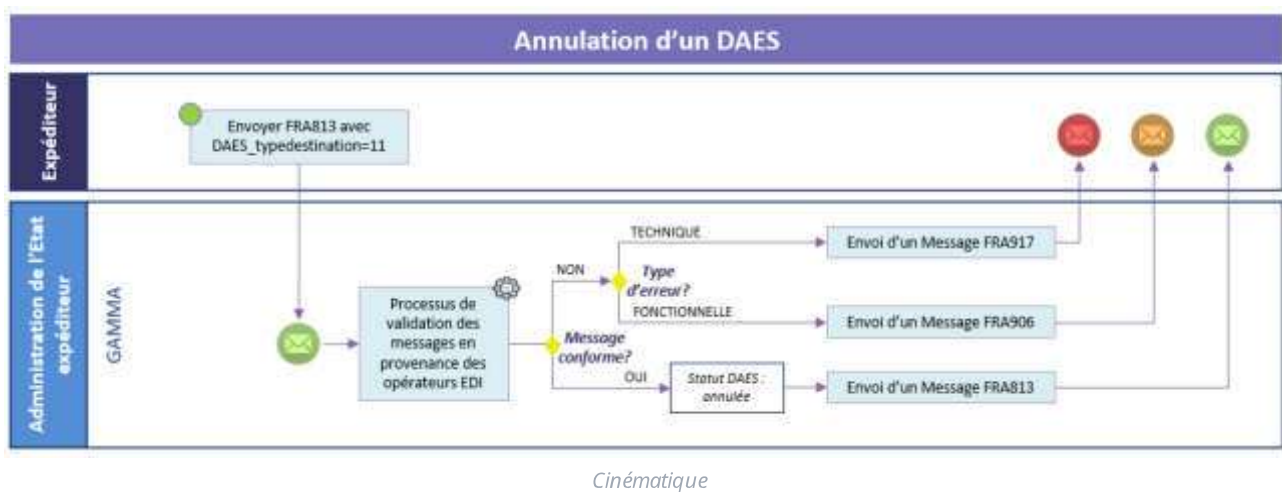 Annulation d'un DAES
Expéditeur
Envoyer FRA813 avec
DAES_typedestination=11
Administration de l'Etat
expéditeur
GAMMA
Processus de
validation des
messages en
provenance des
opérateurs EDI
Message
conforme?
NON
Type
d'erreur?
TECHNIQUE
Envoi d'un Message FRA917
FONCTIONNELLE
Envoi d'un Message FRA906
OUI
Statut DAES :
annulée
Envoi d'un Message FRA813
Cinématique